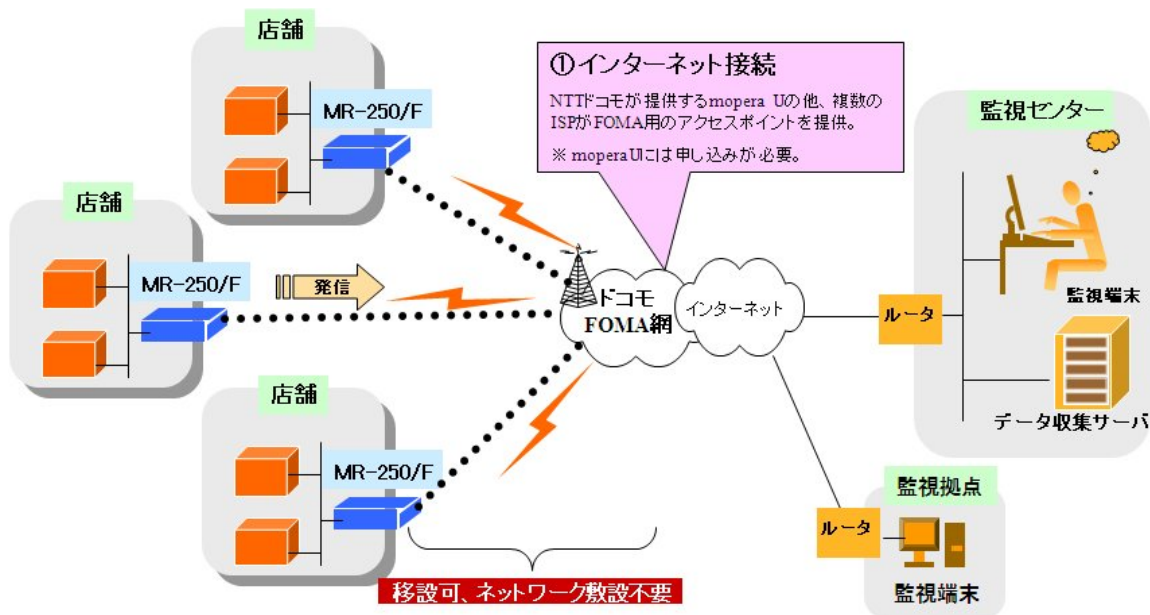 店舗
MR-250/F
店舗
MR-250/F
発信
店舗
MR-250/F
移設可、ネットワーク敷設不要
①インターネット接続
NTTドコモが提供するmopera Uの他、複数の
ISPがFOMA用のアクセスポイントを提供。
※ moperaUには申し込みが必要。
ドコモ
FOMA網
インターネット
監視センター
ルータ
監視端末
データ収集サーバ
監視拠点
ルータ
監視端末